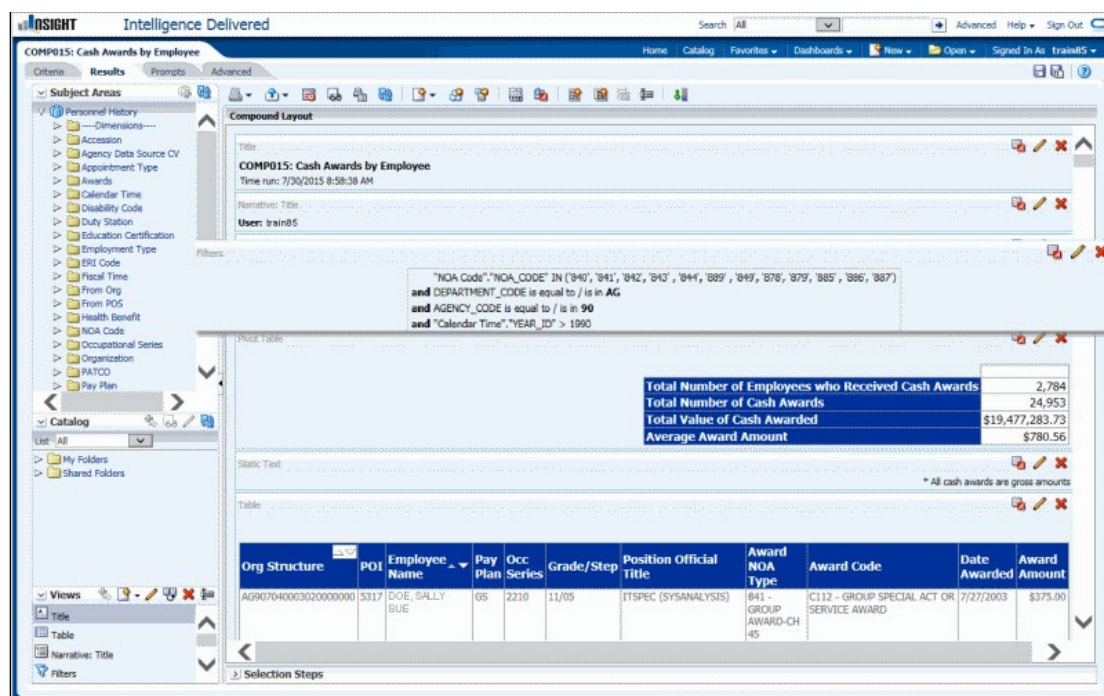 INSIGHT Intelligence Delivered
Search All Advanced Help Sign Out
COMP015: Cash Awards by Employee
Home Catalog Favorites Dashboards New Open Signed In As train85
Criteria Results Prompts Advanced
Subject Areas
Personnel History
----Dimensions----
Accession
Agency Data Source CV
Appointment Type
Awards
Calendar Time
Disability Code
Duty Station
Education Certification
Employment Type
ERI Code
Fiscal Time
From Org
From POS
Health Benefit
NOA Code
Occupational Series
Organization
PATCO
Pay Plan
Catalog
List All
My Folders
Shared Folders
Views
Title
Table
Narrative: Title
Filters
Compound Layout
Title
COMP015: Cash Awards by Employee
Time run: 7/30/2015 8:58:38 AM
Narrative: Title
User: train85
Filters
"NOA Code"."NOA_CODE" IN ('840', '841', '842', '843' , '844', '889' , '849', '878', '879', '885' , '886', '887')
and DEPARTMENT_CODE is equal to / is in AG
and AGENCY_CODE is equal to / is in 90
and "Calendar Time"."YEAR_ID" > 1990
Pivot Table
Total Number of Employees who Received Cash Awards 2,784
Total Number of Cash Awards 24,953
Total Value of Cash Awarded $19,477,283.73
Average Award Amount $780.56
Static Text
* All cash awards are gross amounts
Table
Org Structure POI Employee Name Pay Plan Occ Series Grade/Step Position Official Title Award NOA Type Award Code Date Awarded Award Amount
AG907040003020000000 5317 DOE, SALLY SUE GS 2210 11/05 ITSPEC (SYSANALYSIS) 841 - GROUP AWARD-CH 45 C112 - GROUP SPECIAL ACT OR SERVICE AWARD 7/27/2003 $375.00
Selection Steps